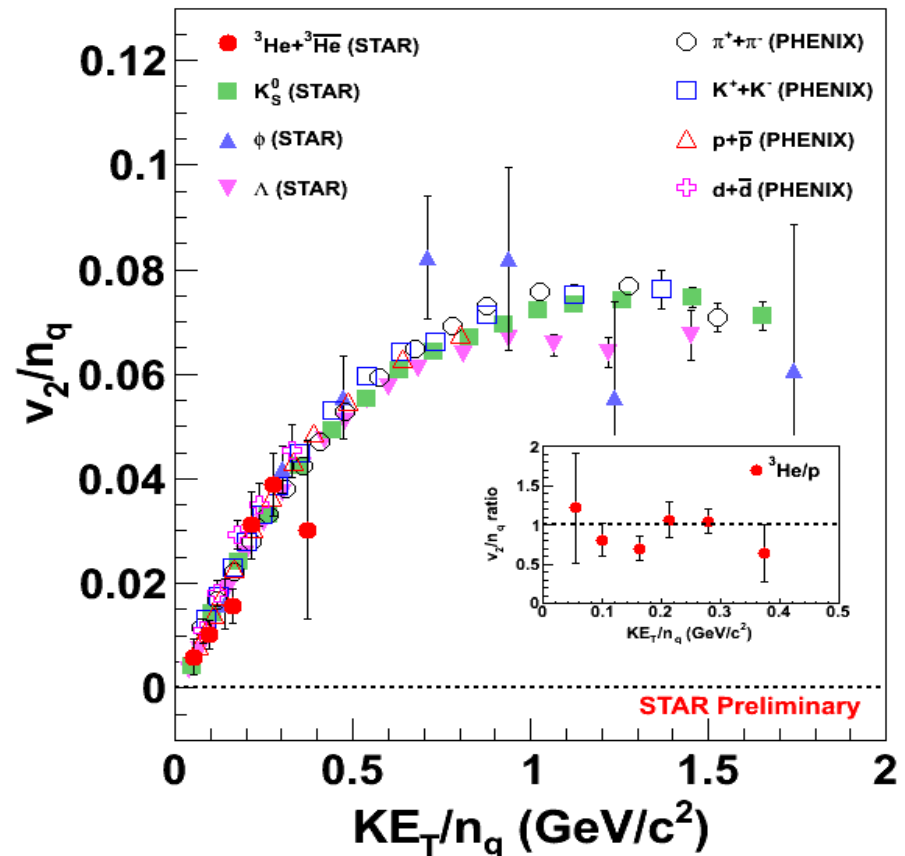 ³He+³H̅e̅ (STAR)
K⁰_S (STAR)
ϕ (STAR)
Λ (STAR)
π⁺+π⁻ (PHENIX)
K⁺+K⁻ (PHENIX)
p+p̅ (PHENIX)
d+d̅ (PHENIX)
v₂/n_q
0.12
0.1
0.08
0.06
0.04
0.02
0
³He/p
v₂/n_q ratio
2
1.5
1
0.5
0
0 0.1 0.2 0.3 0.4 0.5
KE_T/n_q (GeV/c²)
STAR Preliminary
0 0.5 1 1.5 2
KE_T/n_q (GeV/c²)